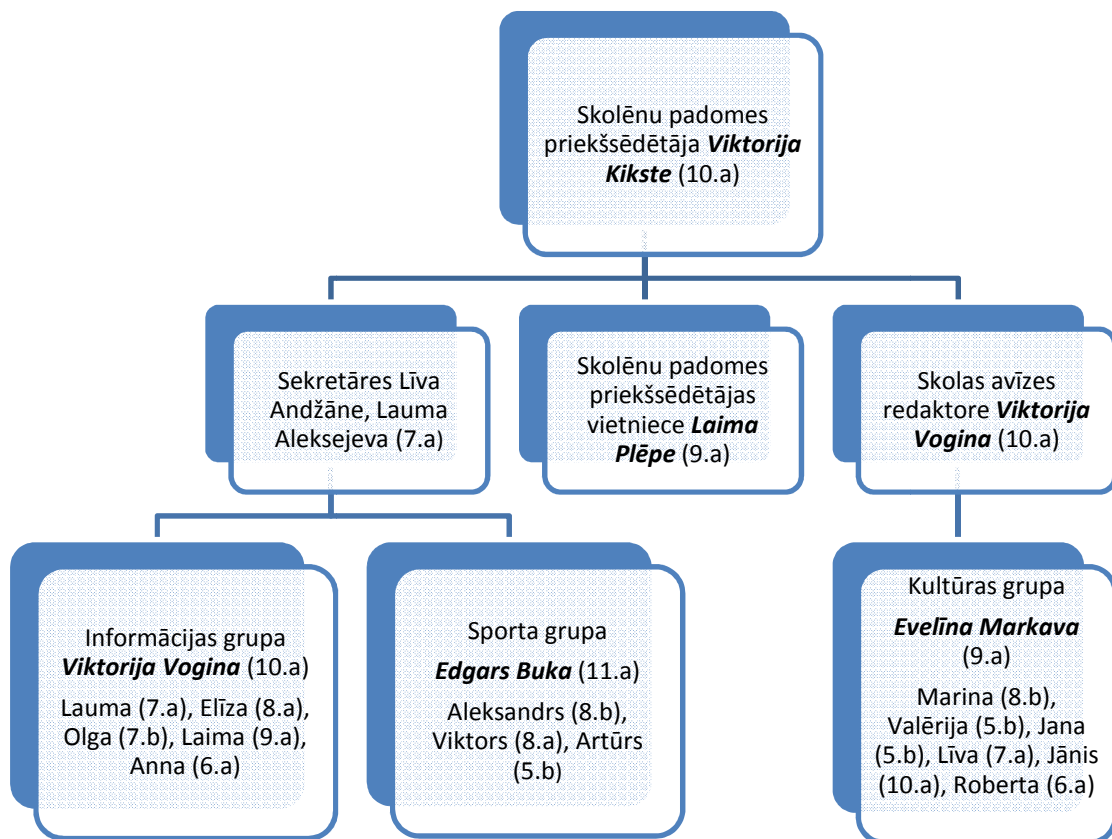 Skolēnu padomes
priekšsēdētāja Viktorija
Kikste (10.a)
Sekretāres Līva
Andžāne, Lauma
Aleksejeva (7.a)
Skolēnu padomes
priekšsēdētājas
vietniece Laima
Plēpe (9.a)
Skolas avīzes
redaktore Viktorija
Vogina (10.a)
Informācijas grupa
Viktorija Vogina (10.a)
Lauma (7.a), Elīza (8.a),
Olga (7.b), Laima (9.a),
Anna (6.a)
Sporta grupa
Edgars Buka (11.a)
Aleksandrs (8.b),
Viktors (8.a), Artūrs
(5.b)
Kultūras grupa
Evelīna Markava
(9.a)
Marina (8.b),
Valērija (5.b), Jana
(5.b), Līva (7.a), Jānis
(10.a), Roberta (6.a)